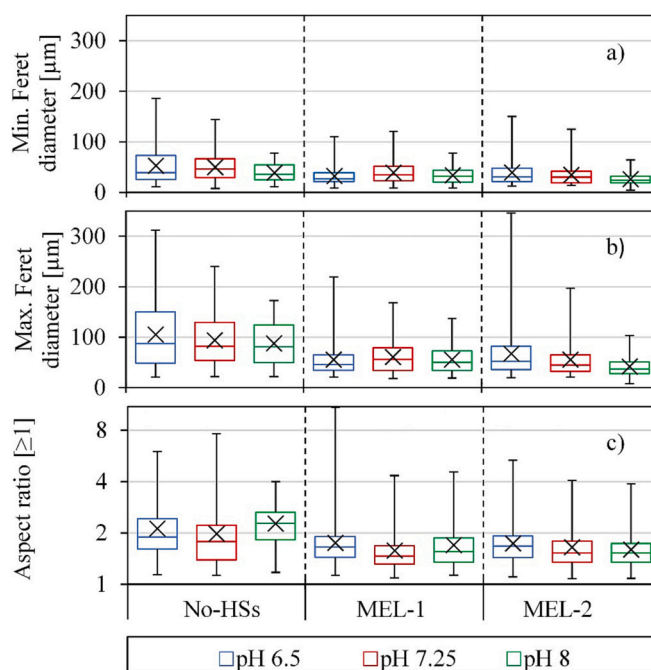 300
200
100
0
Min. Feret
diameter [µm]
a)
300
200
100
0
Max. Feret
diameter [µm]
b)
8
4
2
1
Aspect ratio [≥1]
c)
No-HSs MEL-1 MEL-2
pH 6.5 pH 7.25 pH 8